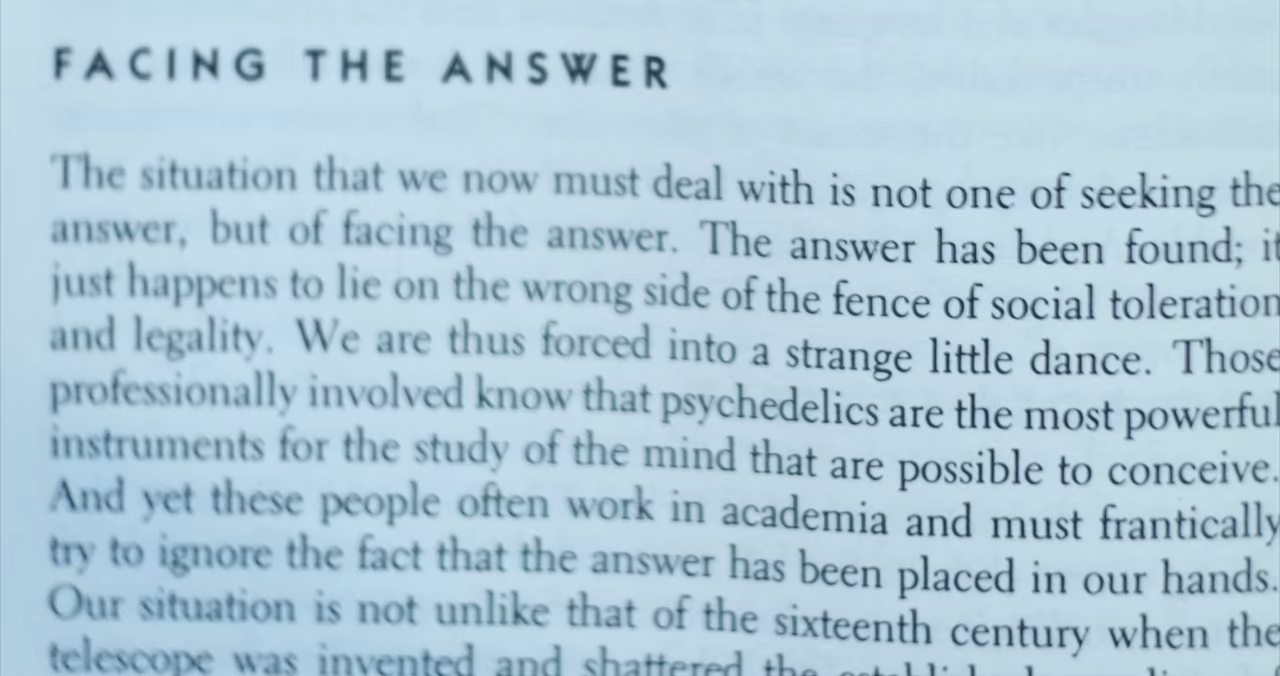 FACING THE ANSWER
The situation that we now must deal with is not one of seeking the
answer, but of facing the answer. The answer has been found; it
just happens to lie on the wrong side of the fence of social toleration
and legality. We are thus forced into a strange little dance. Those
professionally involved know that psychedelics are the most powerful
instruments for the study of the mind that are possible to conceive.
And yet these people often work in academia and must frantically
try to ignore the fact that the answer has been placed in our hands.
Our situation is not unlike that of the sixteenth century when the
telescope was invented and shattered the